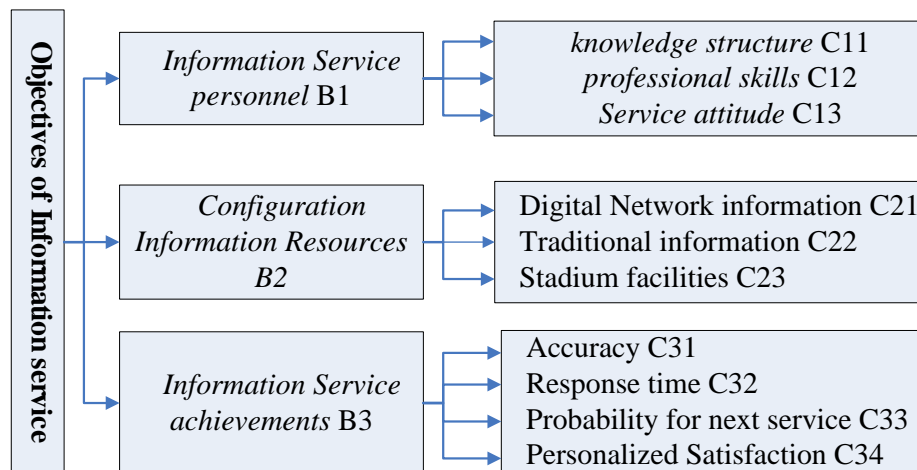 Objectives of Information service
Information Service
personnel B1
knowledge structure C11
professional skills C12
Service attitude C13
Configuration
Information Resources
B2
Digital Network information C21
Traditional information C22
Stadium facilities C23
Information Service
achievements B3
Accuracy C31
Response time C32
Probability for next service C33
Personalized Satisfaction C34